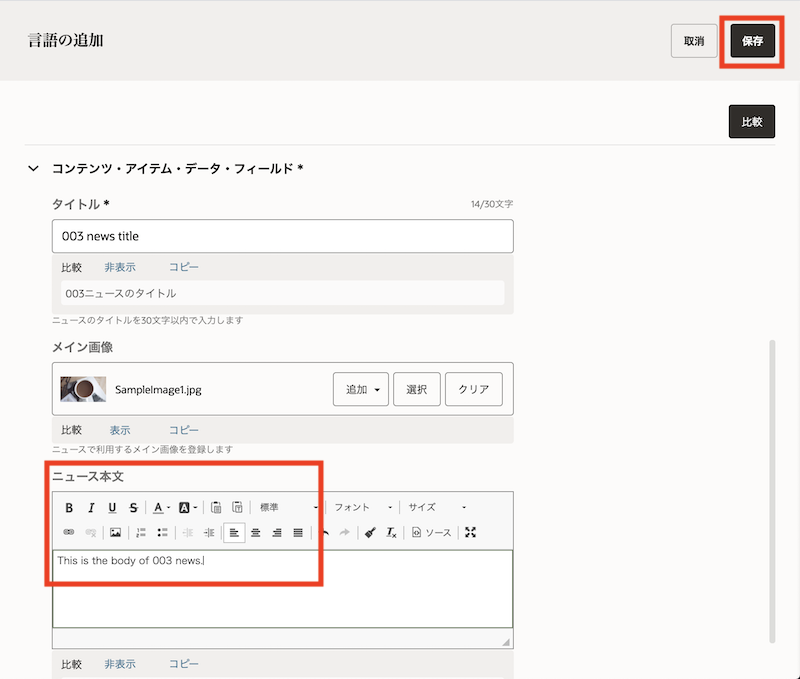 言語の追加
取消
保存
比較
コンテンツ・アイテム・データ・フィールド *
タイトル *
14/30文字
003 news title
比較 非表示 コピー
003ニュースのタイトル
ニュースのタイトルを30文字以内で入力します
メイン画像
SampleImage1.jpg
追加
選択
クリア
比較 表示 コピー
ニュースで利用するメイン画像を登録します
ニュース本文
B I U S A A 標準 フォント サイズ
ソース
This is the body of 003 news.
比較 非表示 コピー